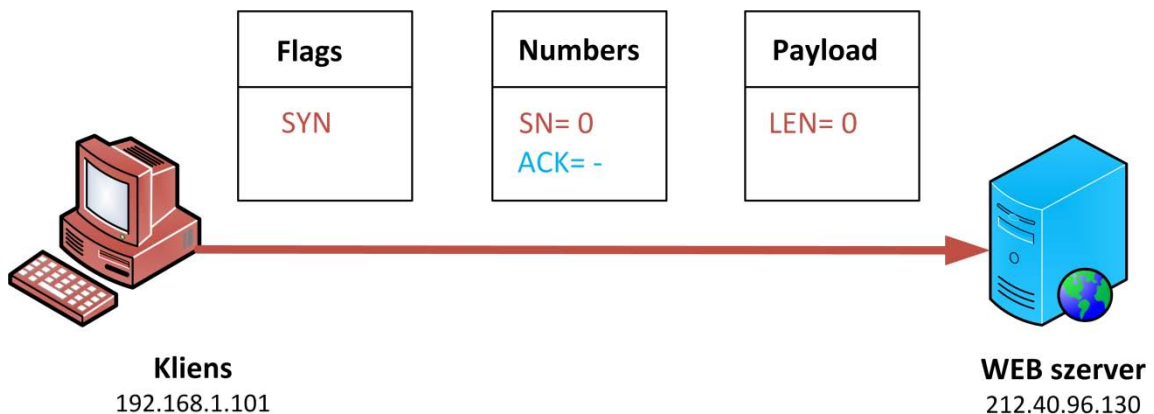 Flags
Numbers
Payload
SYN
SN= 0
LEN= 0
ACK= -
Kliens
192.168.1.101
WEB szerver
212.40.96.130